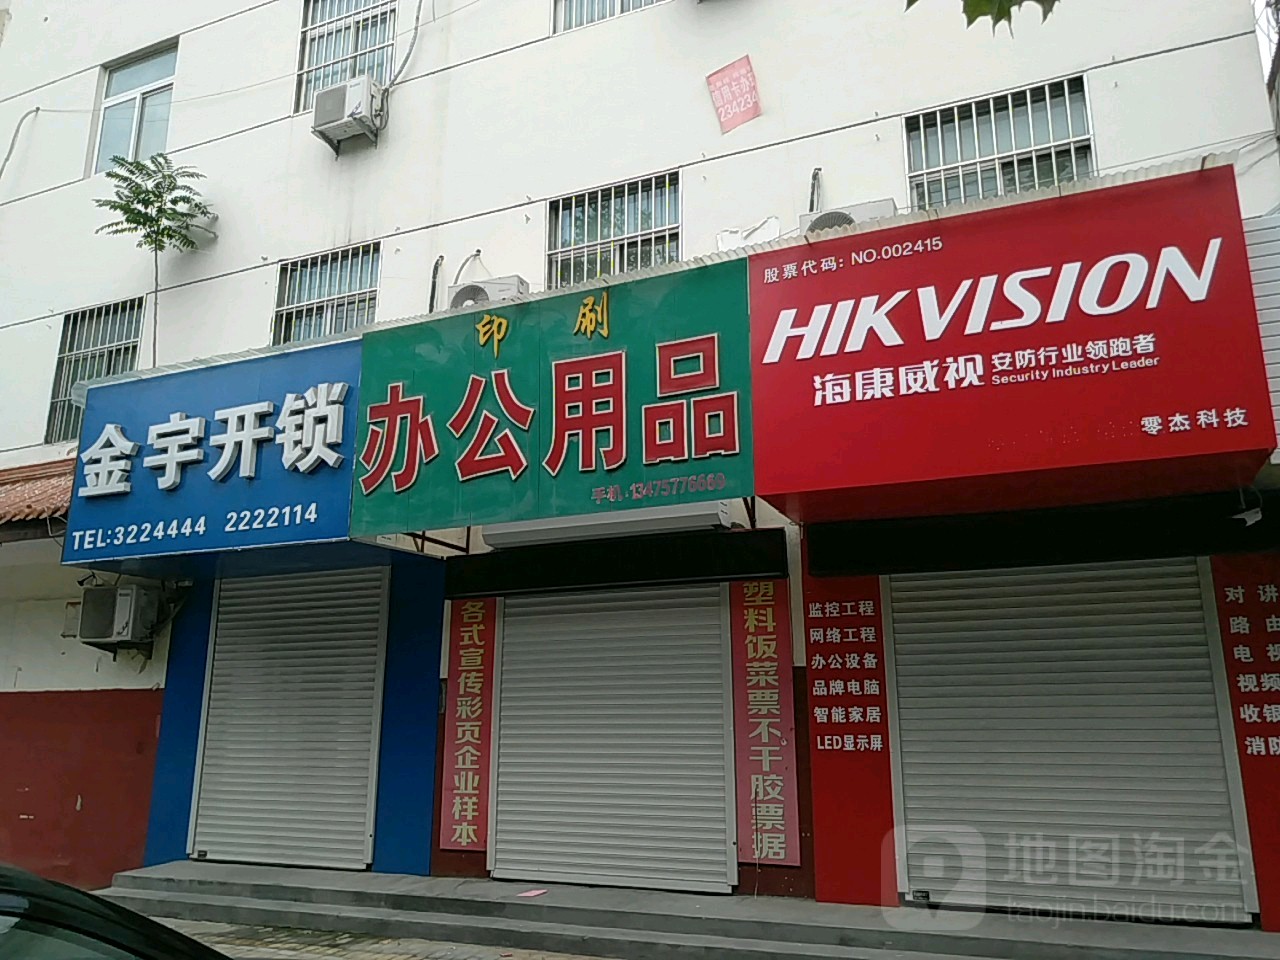 信用卡办
23423
金宇开锁
TEL:3224444 2222114
印刷
办公用品
手机:13475776669
股票代码: NO.002415
HIKVISION
海康威视 安防行业领跑者
Security Industry Leader
零杰科技
各式宣传彩页企业样本
塑料饭菜票不干胶票据
监控工程
网络工程
办公设备
品牌电脑
智能家居
LED显示屏
对讲
路由
电视
视频
收银
消防
地图淘金
taojin.baidu.com